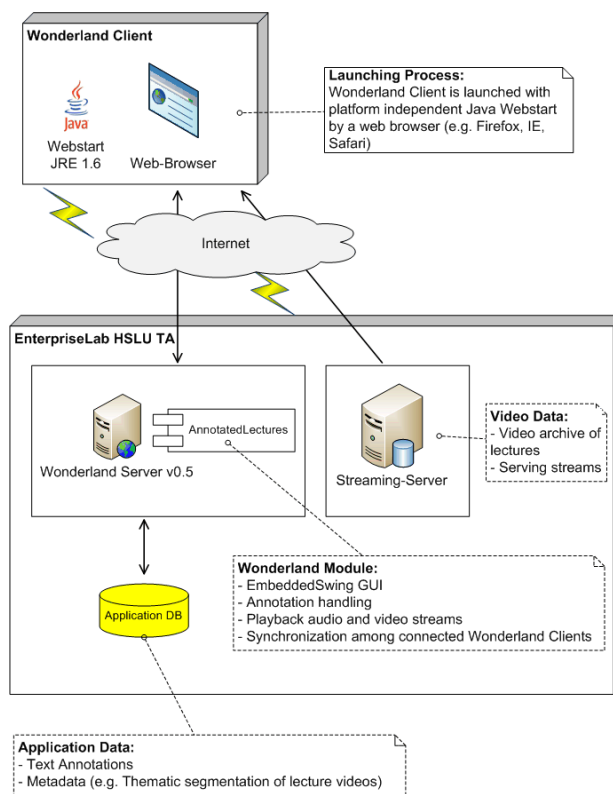 Wonderland Client
Java
Webstart
JRE 1.6
Web-Browser
Launching Process:
Wonderland Client is launched with
platform independent Java Webstart
by a web browser (e.g. Firefox, IE,
Safari)
Internet
EnterpriseLab HSLU TA
AnnotatedLectures
Wonderland Server v0.5
Streaming-Server
Video Data:
- Video archive of
lectures
- Serving streams
Wonderland Module:
- EmbeddedSwing GUI
- Annotation handling
- Playback audio and video streams
- Synchronization among connected Wonderland Clients
Application DB
Application Data:
- Text Annotations
- Metadata (e.g. Thematic segmentation of lecture videos)